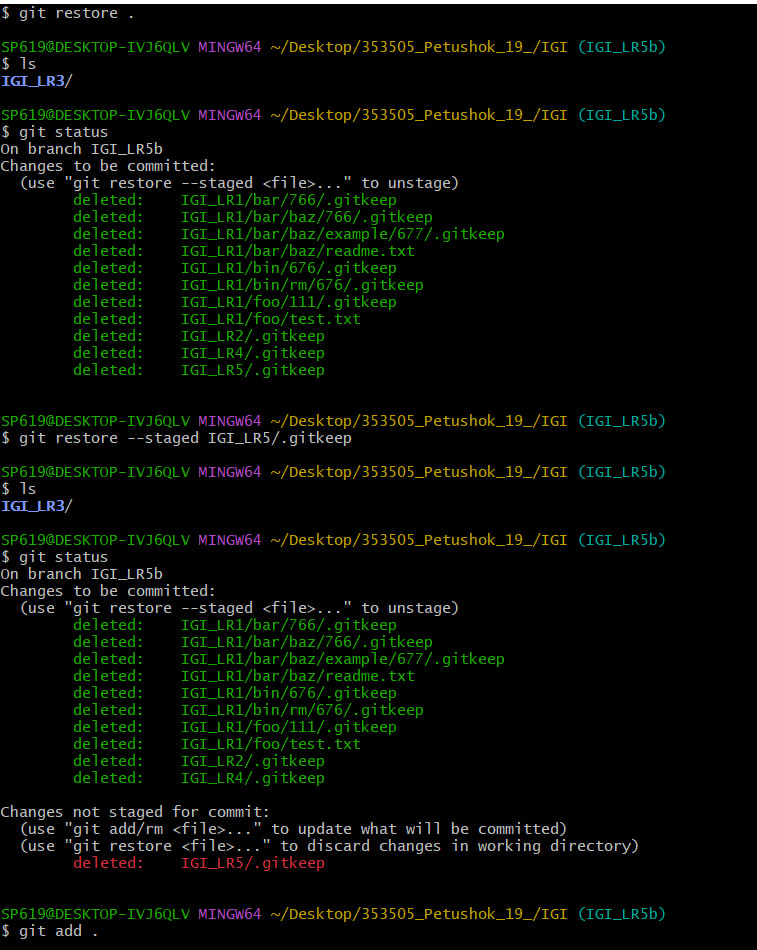 $ git restore .
SP619@DESKTOP-IVJ6QLV MINGW64 ~/Desktop/353505_Petushok_19_/IGI (IGI_LR5b)
$ ls
IGI_LR3/
SP619@DESKTOP-IVJ6QLV MINGW64 ~/Desktop/353505_Petushok_19_/IGI (IGI_LR5b)
$ git status
On branch IGI_LR5b
Changes to be committed:
  (use "git restore --staged <file>..." to unstage)
        deleted:    IGI_LR1/bar/766/.gitkeep
        deleted:    IGI_LR1/bar/baz/766/.gitkeep
        deleted:    IGI_LR1/bar/baz/example/677/.gitkeep
        deleted:    IGI_LR1/bar/baz/readme.txt
        deleted:    IGI_LR1/bin/676/.gitkeep
        deleted:    IGI_LR1/bin/rm/676/.gitkeep
        deleted:    IGI_LR1/foo/111/.gitkeep
        deleted:    IGI_LR1/foo/test.txt
        deleted:    IGI_LR2/.gitkeep
        deleted:    IGI_LR4/.gitkeep
        deleted:    IGI_LR5/.gitkeep
SP619@DESKTOP-IVJ6QLV MINGW64 ~/Desktop/353505_Petushok_19_/IGI (IGI_LR5b)
$ git restore --staged IGI_LR5/.gitkeep
SP619@DESKTOP-IVJ6QLV MINGW64 ~/Desktop/353505_Petushok_19_/IGI (IGI_LR5b)
$ ls
IGI_LR3/
SP619@DESKTOP-IVJ6QLV MINGW64 ~/Desktop/353505_Petushok_19_/IGI (IGI_LR5b)
$ git status
On branch IGI_LR5b
Changes to be committed:
  (use "git restore --staged <file>..." to unstage)
        deleted:    IGI_LR1/bar/766/.gitkeep
        deleted:    IGI_LR1/bar/baz/766/.gitkeep
        deleted:    IGI_LR1/bar/baz/example/677/.gitkeep
        deleted:    IGI_LR1/bar/baz/readme.txt
        deleted:    IGI_LR1/bin/676/.gitkeep
        deleted:    IGI_LR1/bin/rm/676/.gitkeep
        deleted:    IGI_LR1/foo/111/.gitkeep
        deleted:    IGI_LR1/foo/test.txt
        deleted:    IGI_LR2/.gitkeep
        deleted:    IGI_LR4/.gitkeep
Changes not staged for commit:
  (use "git add/rm <file>..." to update what will be committed)
  (use "git restore <file>..." to discard changes in working directory)
        deleted:    IGI_LR5/.gitkeep
SP619@DESKTOP-IVJ6QLV MINGW64 ~/Desktop/353505_Petushok_19_/IGI (IGI_LR5b)
$ git add .